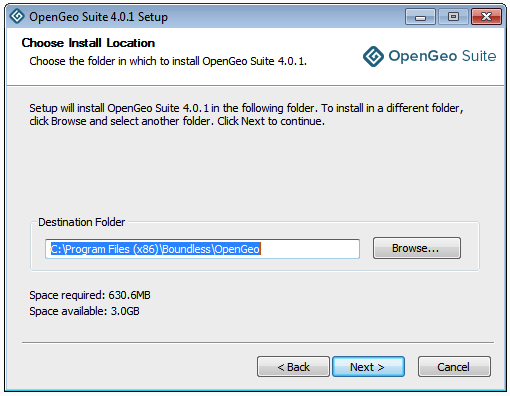 OpenGeo Suite 4.0.1 Setup
Choose Install Location
Choose the folder in which to install OpenGeo Suite 4.0.1.
OpenGeo Suite
Setup will install OpenGeo Suite 4.0.1 in the following folder. To install in a different folder,
click Browse and select another folder. Click Next to continue.
Destination Folder
C:\Program Files (x86)\Boundless\OpenGeo
Browse...
Space required: 630.6MB
Space available: 3.0GB
< Back
Next >
Cancel